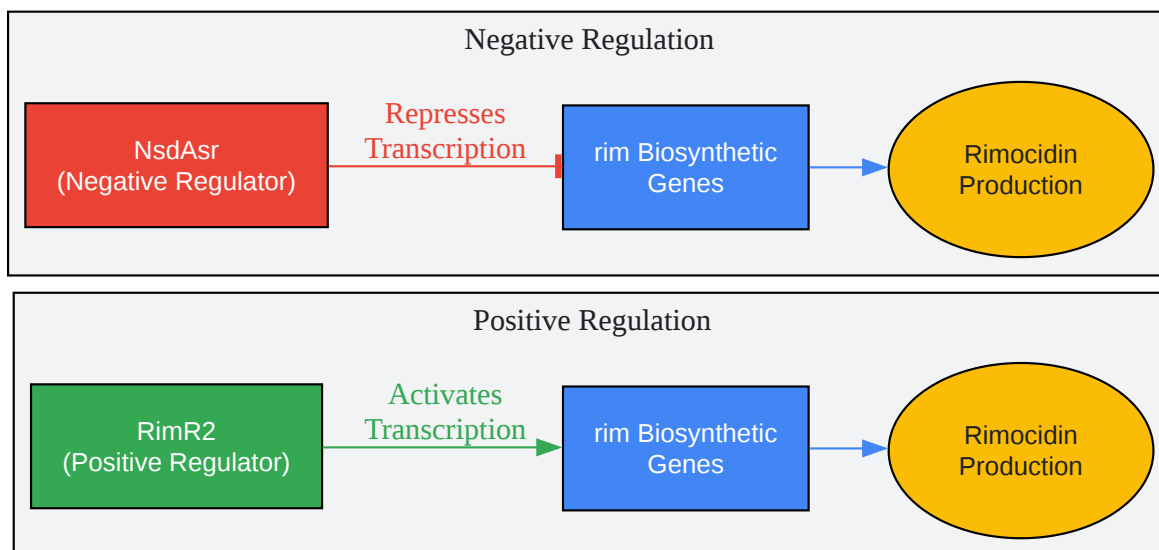 Negative Regulation
NsdAsr
(Negative Regulator)
Represses
Transcription
rim Biosynthetic
Genes
Rimocidin
Production
Positive Regulation
RimR2
(Positive Regulator)
Activates
Transcription
rim Biosynthetic
Genes
Rimocidin
Production